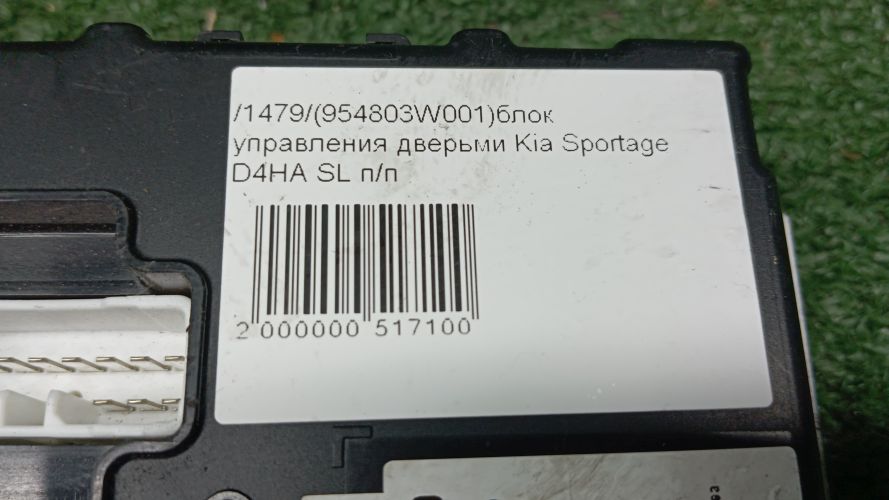 /1479/(954803W001)блок
управления дверьми Kia Sportage
D4HA SL п/п
2 000000 517100